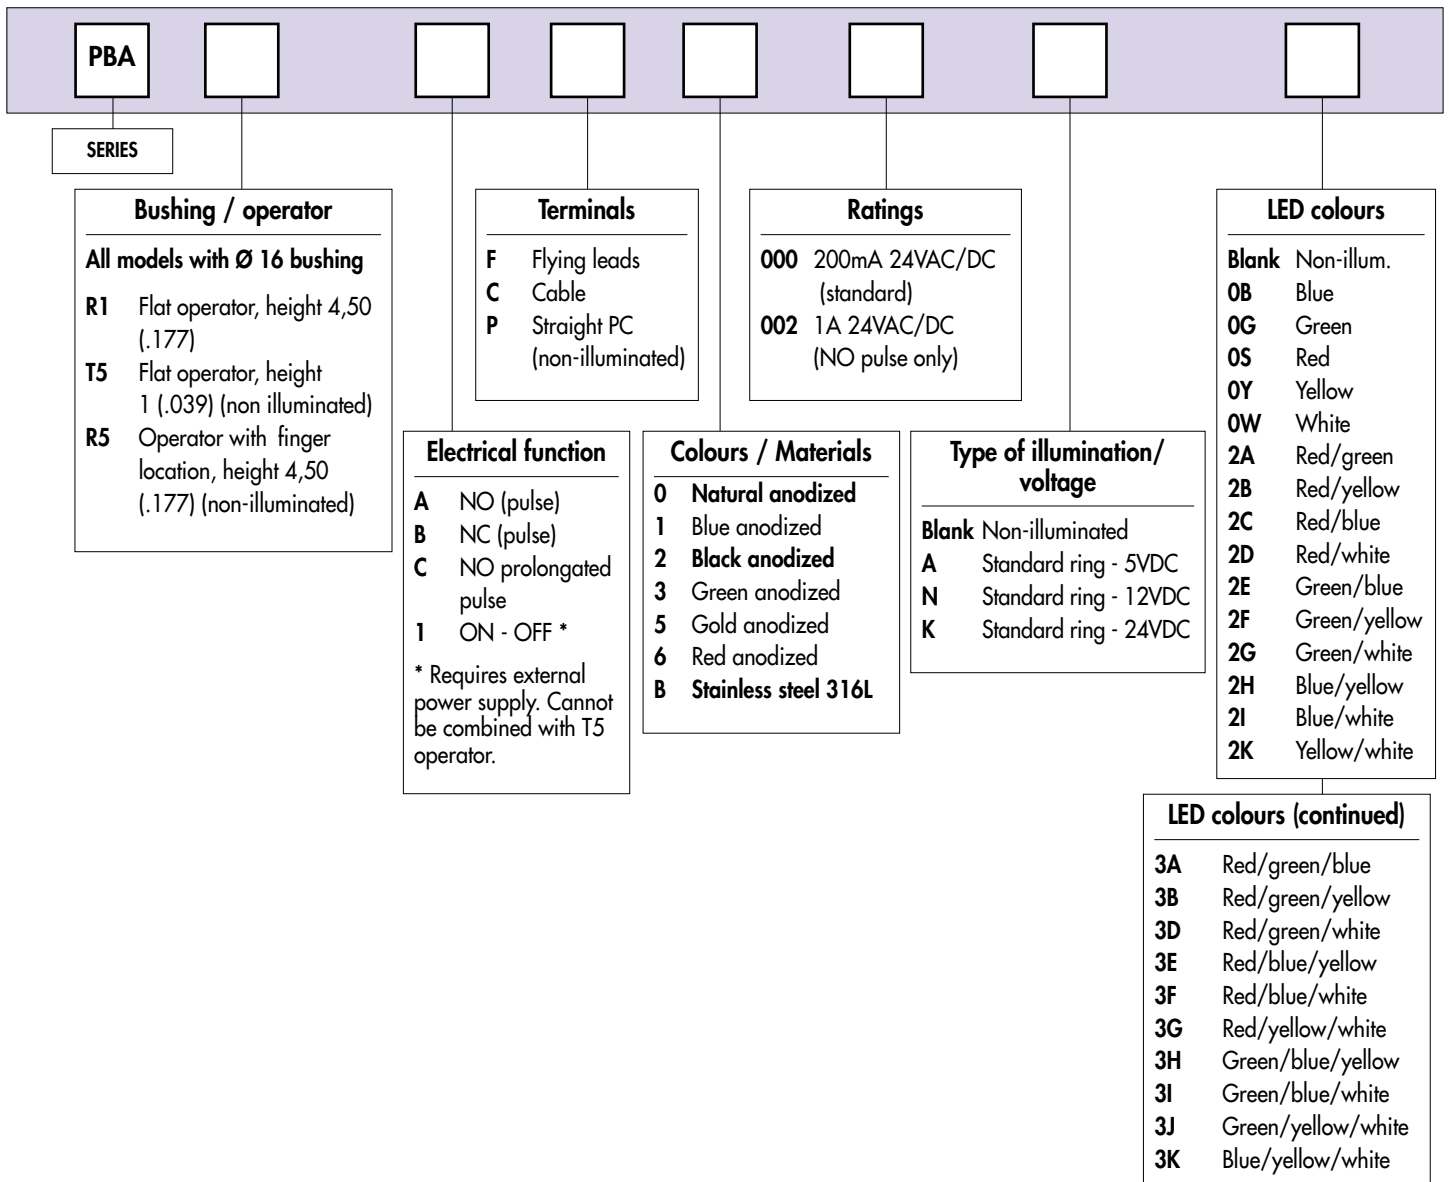 PBA
SERIES
Bushing / operator
All models with Ø 16 bushing
R1 Flat operator, height 4,50
(.177)
T5 Flat operator, height
1 (.039) (non illuminated)
R5 Operator with finger
location, height 4,50
(.177) (non-illuminated)
Electrical function
A NO (pulse)
B NC (pulse)
C NO prolongated
pulse
1 ON - OFF *
* Requires external
power supply. Cannot
be combined with T5
operator.
Terminals
F Flying leads
C Cable
P Straight PC
(non-illuminated)
Colours / Materials
0 Natural anodized
1 Blue anodized
2 Black anodized
3 Green anodized
5 Gold anodized
6 Red anodized
B Stainless steel 316L
Ratings
000 200mA 24VAC/DC
(standard)
002 1A 24VAC/DC
(NO pulse only)
Type of illumination/
voltage
Blank Non-illuminated
A Standard ring - 5VDC
N Standard ring - 12VDC
K Standard ring - 24VDC
LED colours
Blank Non-illum.
0B Blue
0G Green
0S Red
0Y Yellow
0W White
2A Red/green
2B Red/yellow
2C Red/blue
2D Red/white
2E Green/blue
2F Green/yellow
2G Green/white
2H Blue/yellow
2I Blue/white
2K Yellow/white
LED colours (continued)
3A Red/green/blue
3B Red/green/yellow
3D Red/green/white
3E Red/blue/yellow
3F Red/blue/white
3G Red/yellow/white
3H Green/blue/yellow
3I Green/blue/white
3J Green/yellow/white
3K Blue/yellow/white